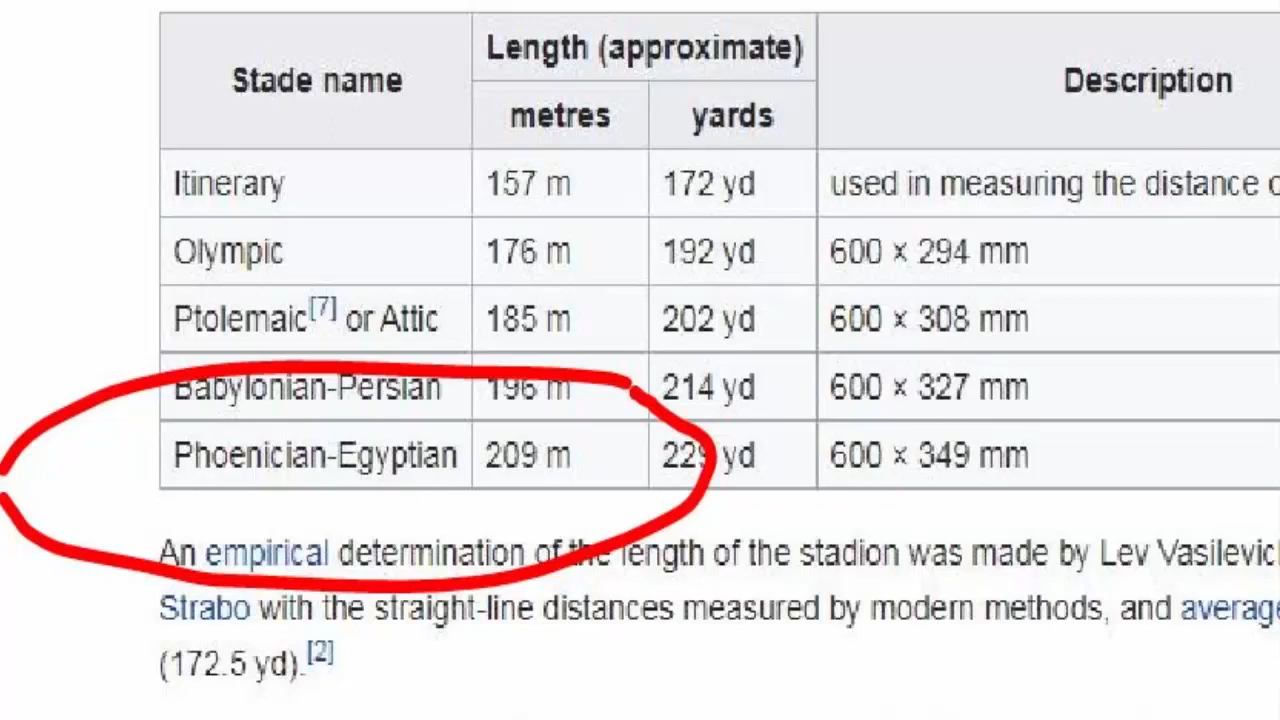 Stade name Length (approximate) Description
metres yards
Itinerary 157 m 172 yd used in measuring the distance
Olympic 176 m 192 yd 600 × 294 mm
Ptolemaic[7] or Attic 185 m 202 yd 600 × 308 mm
Babylonian-Persian 196 m 214 yd 600 × 327 mm
Phoenician-Egyptian 209 m 229 yd 600 × 349 mm
An empirical determination of the length of the stadion was made by Lev
Strabo with the straight-line distances measured by modern methods, and
(172.5 yd).[2]